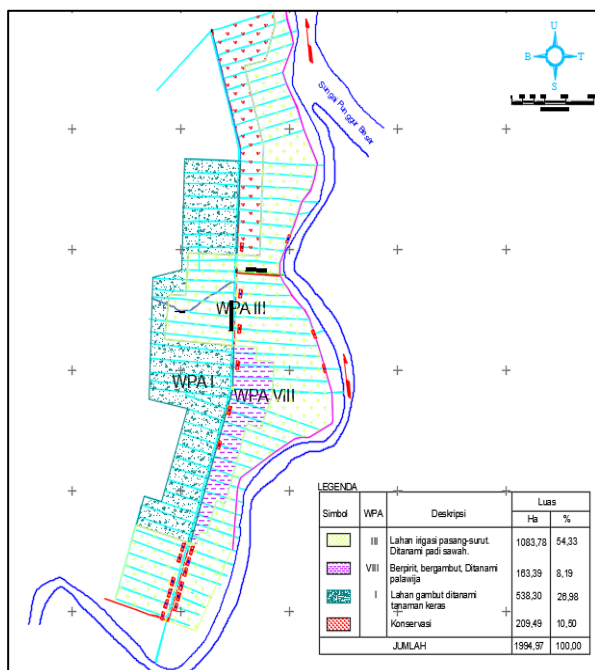 U
B T
S
Sungai Punggur Besar
WPA III
WPA I
WPA VIII
LEGENDA
Simbol WPA Deskripsi Luas
Ha %
III Lahan irigasi pasang-surut. Ditanami padi sawah. 1083,78 54,33
VIII Berpirit, bergambut, Ditanami palawija 163,39 8,19
I Lahan gambut ditanami tanaman keras 538,30 26,98
Konservasi 209,49 10,50
JUMLAH 1994,97 100,00